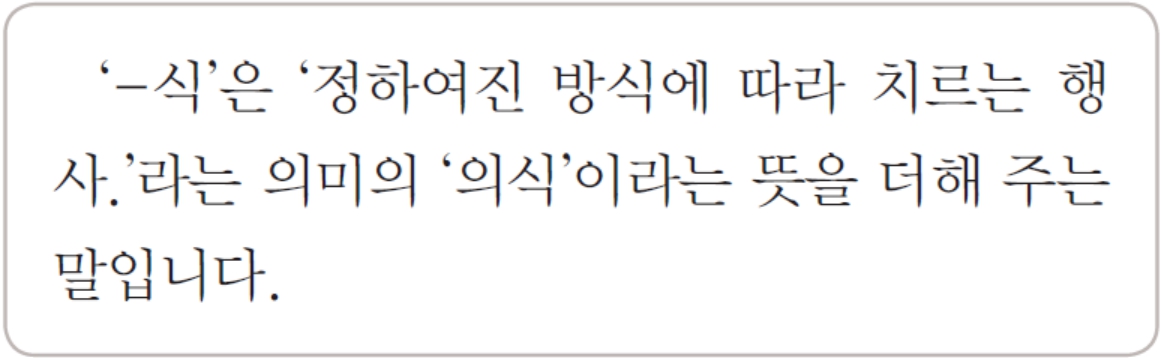 ‘–식’은 ‘정하여진 방식에 따라 치르는 행
사.’라는 의미의 ‘의식’이라는 뜻을 더해 주는
말입니다.